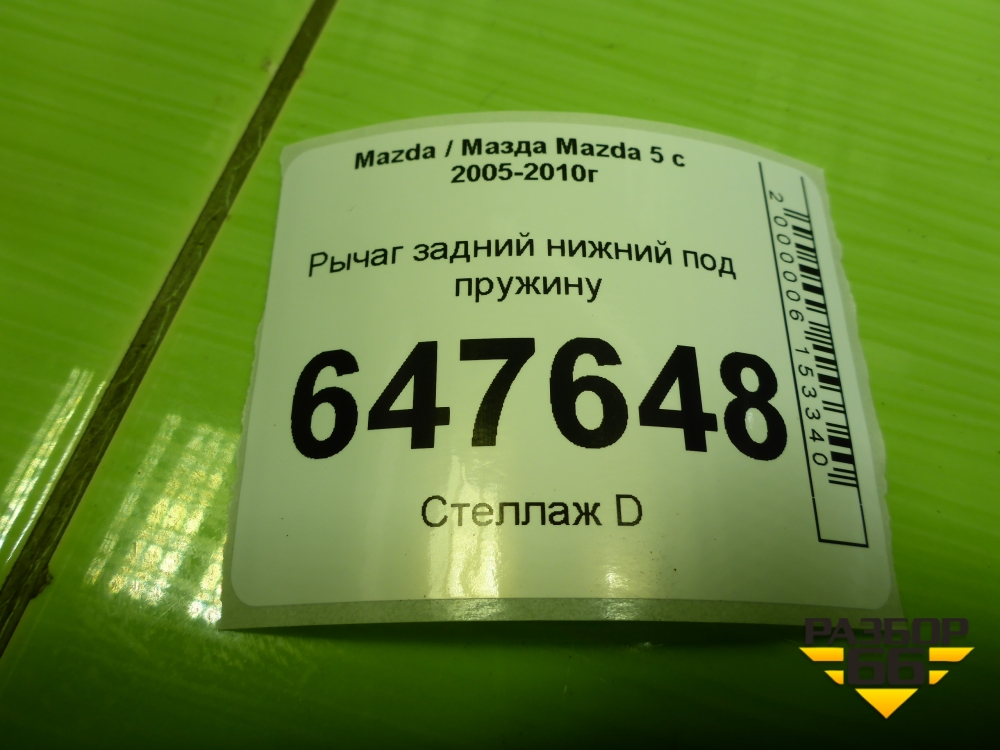 Mazda / Мазда Mazda 5 с
2005-2010г
Рычаг задний нижний под
пружину
647648
Стеллаж D
2000006153340
РАЗБОР
66